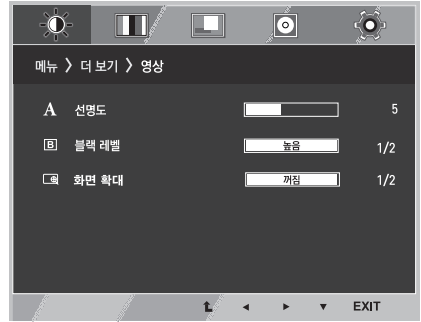 메뉴 〉 더 보기 〉 영상
A 선명도 5
B 블랙 레벨 높음 1/2
화면 확대 꺼짐 1/2
EXIT